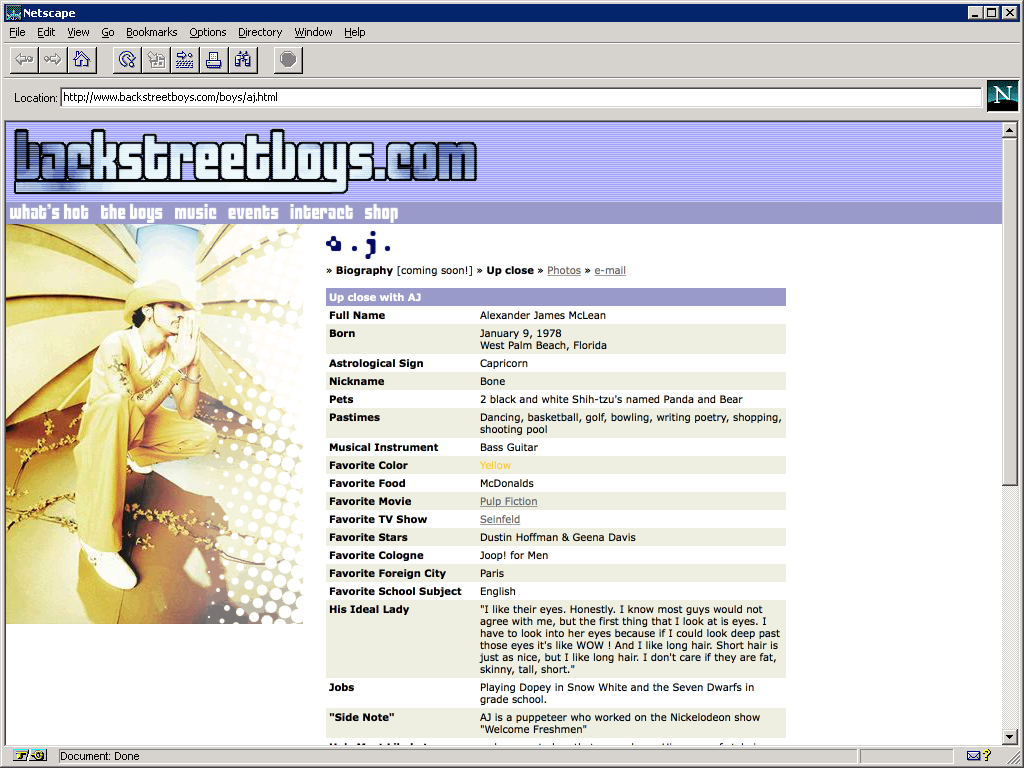 Netscape
File Edit View Go Bookmarks Options Directory Window Help
Location: http://www.backstreetboys.com/boys/aj.html
N
backstreetboys.com
what's hot the boys music events interact shop
a.j.
» Biography [coming soon!] » Up close » Photos » e-mail
Up close with AJ
Full Name Alexander James McLean
Born January 9, 1978
West Palm Beach, Florida
Astrological Sign Capricorn
Nickname Bone
Pets 2 black and white Shih-tzu's named Panda and Bear
Pastimes Dancing, basketball, golf, bowling, writing poetry, shopping,
shooting pool
Musical Instrument Bass Guitar
Favorite Color Yellow
Favorite Food McDonalds
Favorite Movie Pulp Fiction
Favorite TV Show Seinfeld
Favorite Stars Dustin Hoffman & Geena Davis
Favorite Cologne Joop! for Men
Favorite Foreign City Paris
Favorite School Subject English
His Ideal Lady "I like their eyes. Honestly. I know most guys would not
agree with me, but the first thing that I look at is eyes. I
have to look into her eyes because if I could look deep past
those eyes it's like WOW ! And I like long hair. Short hair is
just as nice, but I like long hair. I don't care if they are fat,
skinny, tall, short."
Jobs Playing Dopey in Snow White and the Seven Dwarfs in
grade school.
"Side Note" AJ is a puppeteer who worked on the Nickelodeon show
"Welcome Freshmen"
Document: Done